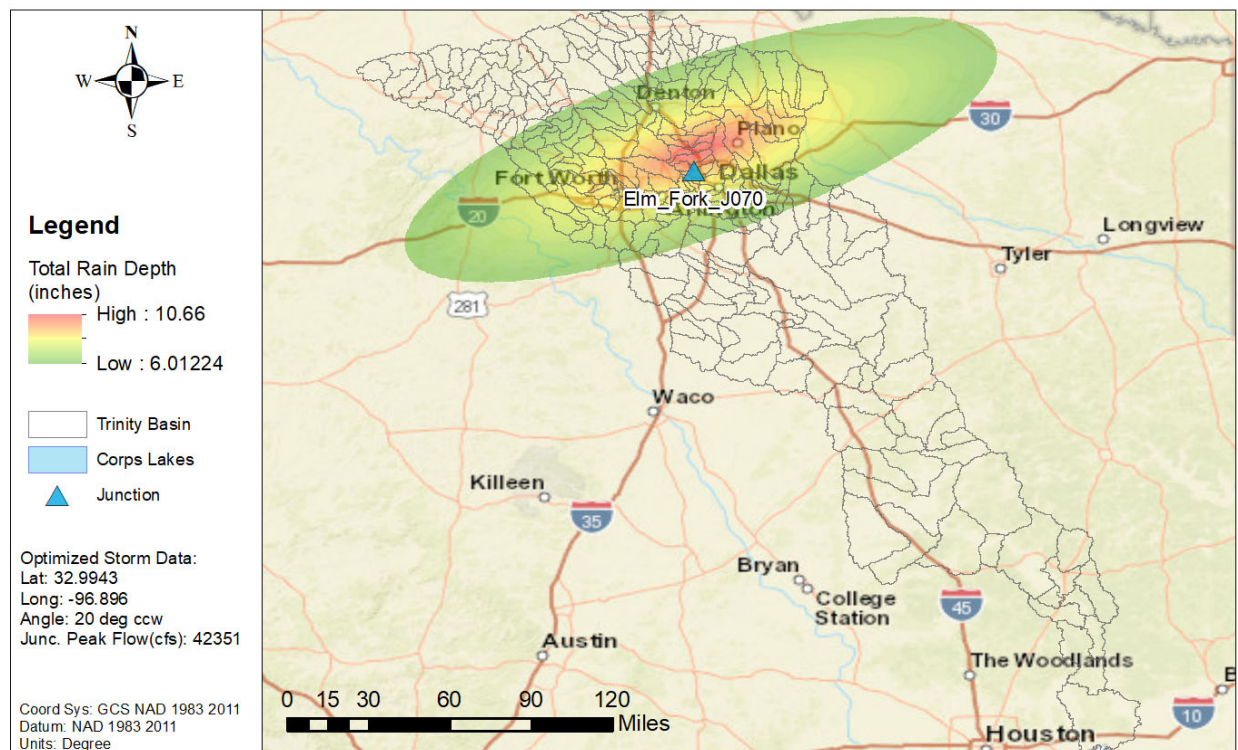 N
W E
S
Legend
Total Rain Depth
(inches)
High : 10.66
Low : 6.01224
Trinity Basin
Corps Lakes
Junction
Optimized Storm Data:
Lat: 32.9943
Long: -96.896
Angle: 20 deg ccw
Junc. Peak Flow(cfs): 42351
Coord Sys: GCS NAD 1983 2011
Datum: NAD 1983 2011
Units: Degree
Denton
30
Plano
Fort Worth
Dallas
Elm_Fork_J070
20
Arlington
Longview
Tyler
281
Waco
Killeen
35
Bryan
College
Station
45
Austin
The Woodlands
B
10
Houston
0 15 30 60 90 120
Miles